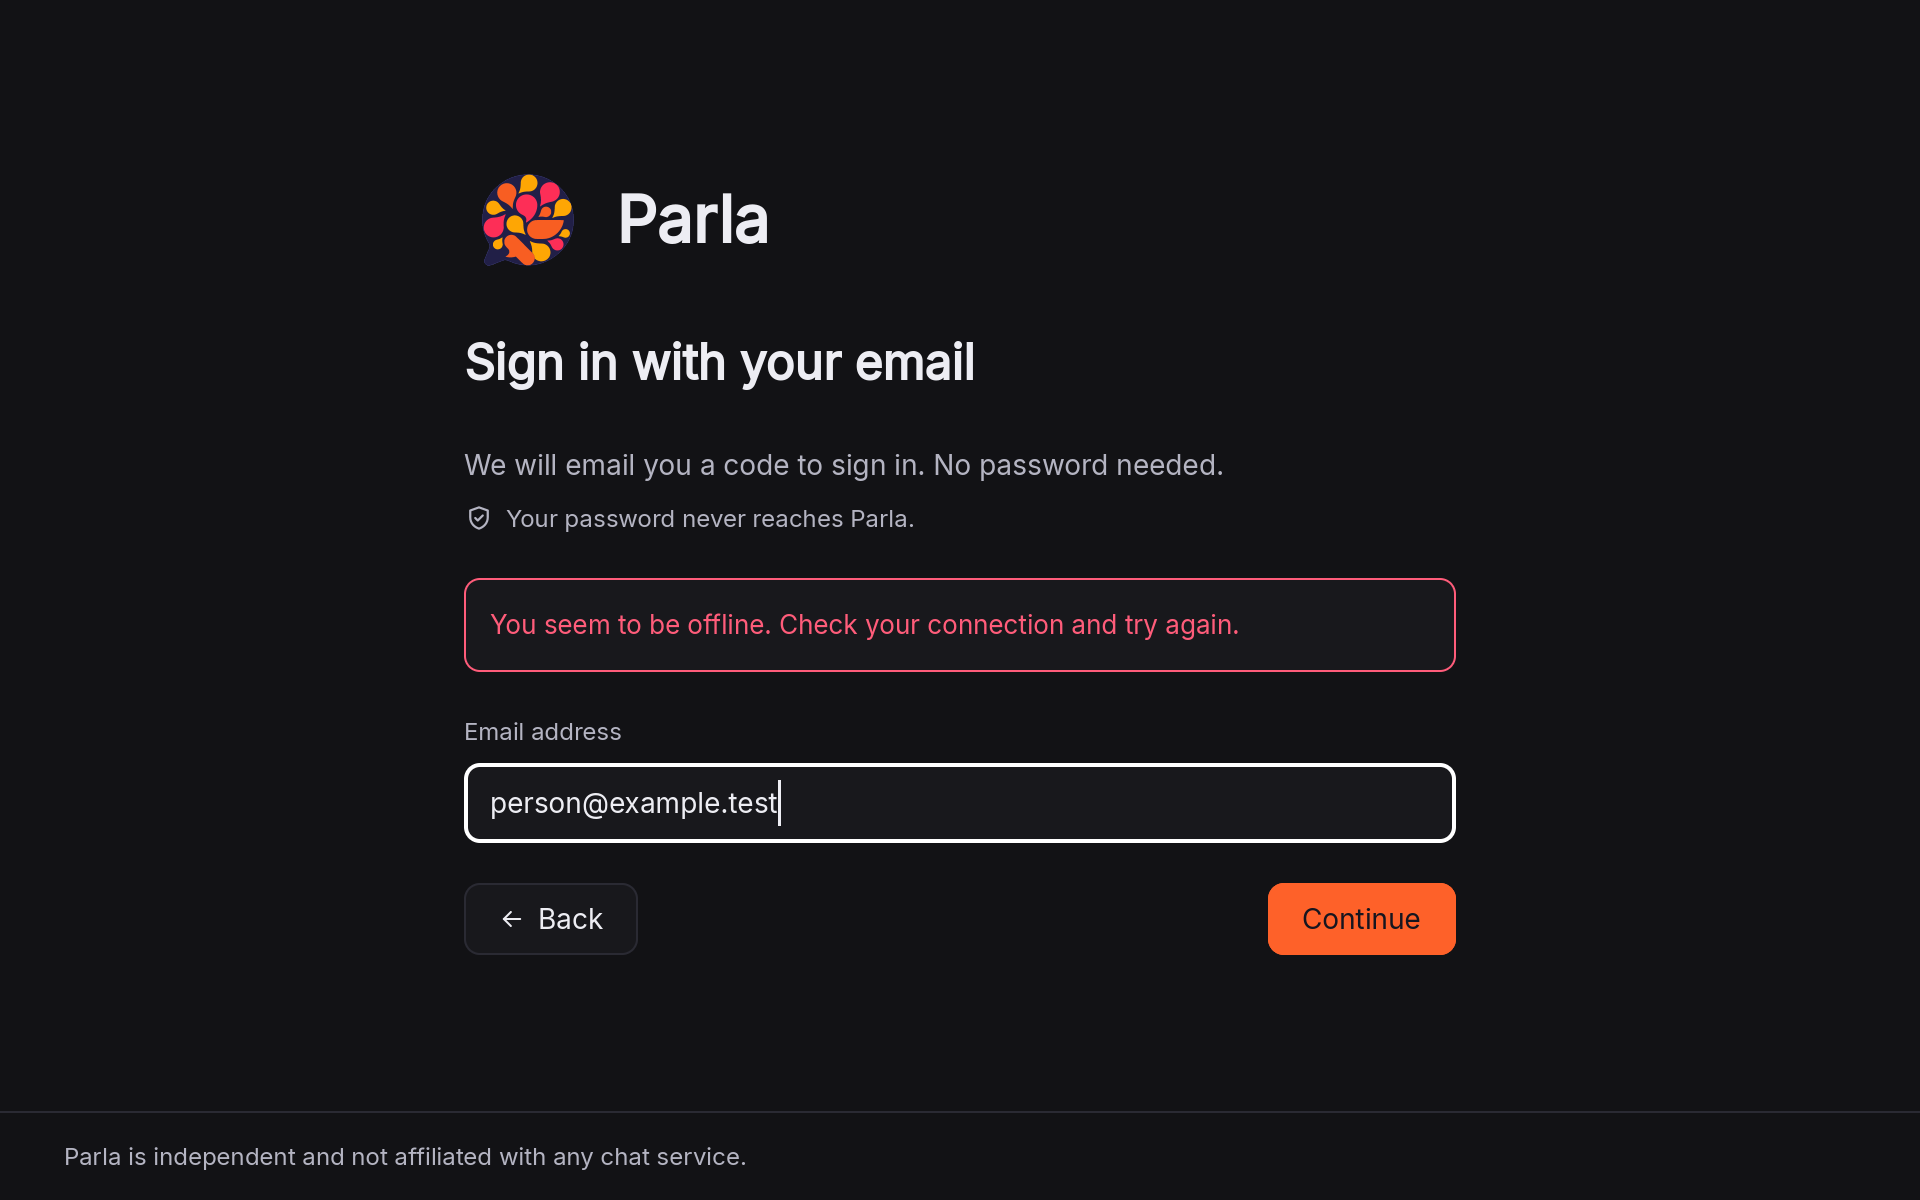 Parla
Sign in with your email
We will email you a code to sign in. No password needed.
Your password never reaches Parla.
You seem to be offline. Check your connection and try again.
Email address
person@example.test
Back
Continue
Parla is independent and not affiliated with any chat service.